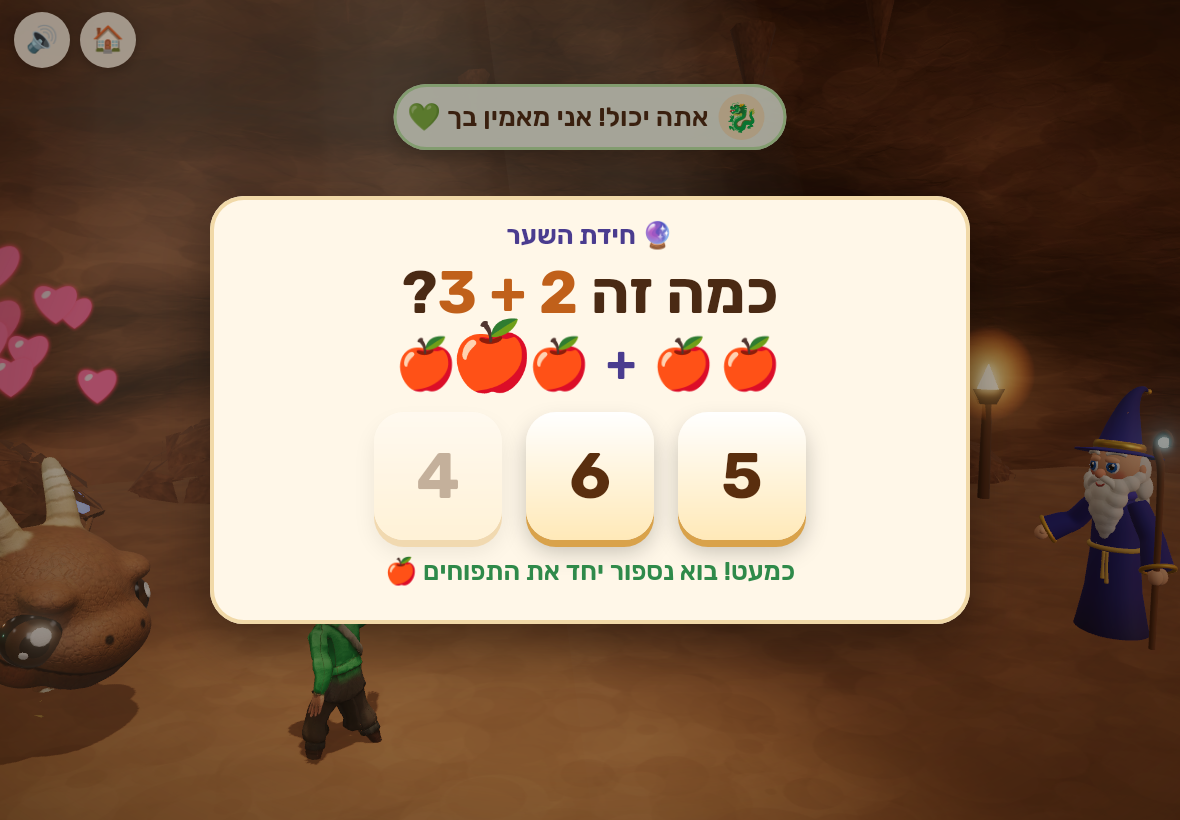 אתה יכול! אני מאמין בך
חידת השער
כמה זה 2 + 3?
+
5 6 4
כמעט! בוא נספור יחד את התפוחים